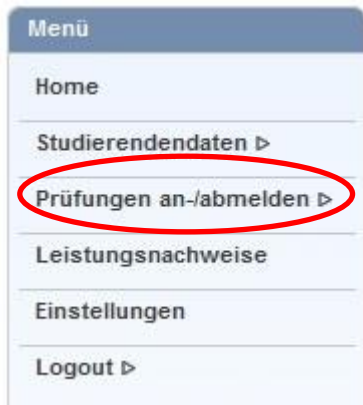 Menü
Home
Studierendendaten ▷
Prüfungen an-/abmelden ▷
Leistungsnachweise
Einstellungen
Logout ▷